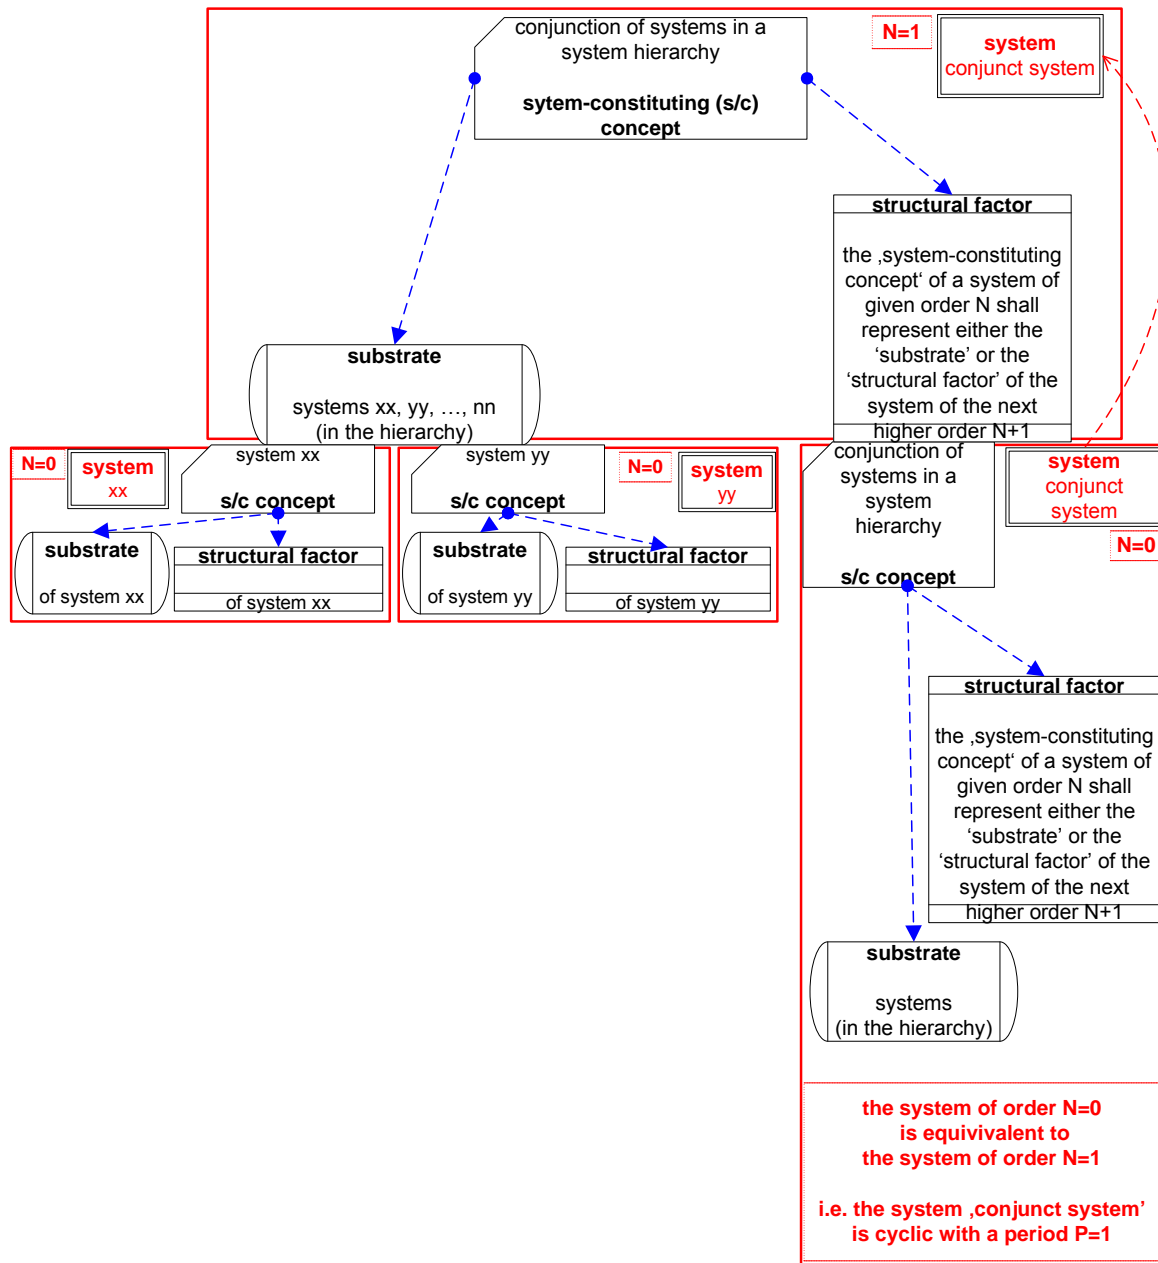 conjunction of systems in a
system hierarchy
sytem-constituting (s/c)
concept
N=1
system
conjunct system
structural factor
the ‚system-constituting
concept‘ of a system of
given order N shall
represent either the
‘substrate’ or the
‘structural factor’ of the
system of the next
higher order N+1
substrate
systems xx, yy, …, nn
(in the hierarchy)
N=0
system
xx
system xx
s/c concept
substrate
of system xx
structural factor
of system xx
system yy
s/c concept
N=0
system
yy
substrate
of system yy
structural factor
of system yy
conjunction of
systems in a
system
hierarchy
s/c concept
system
conjunct
system
N=0
structural factor
the ‚system-constituting
concept‘ of a system of
given order N shall
represent either the
‘substrate’ or the
‘structural factor’ of the
system of the next
higher order N+1
substrate
systems
(in the hierarchy)
the system of order N=0
is equivivalent to
the system of order N=1
i.e. the system ‚conjunct system’
is cyclic with a period P=1